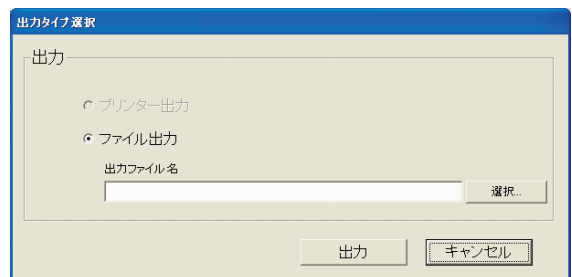 出力タイプ選択
出力
プリンター出力
ファイル出力
出力ファイル名
選択...
出力
キャンセル